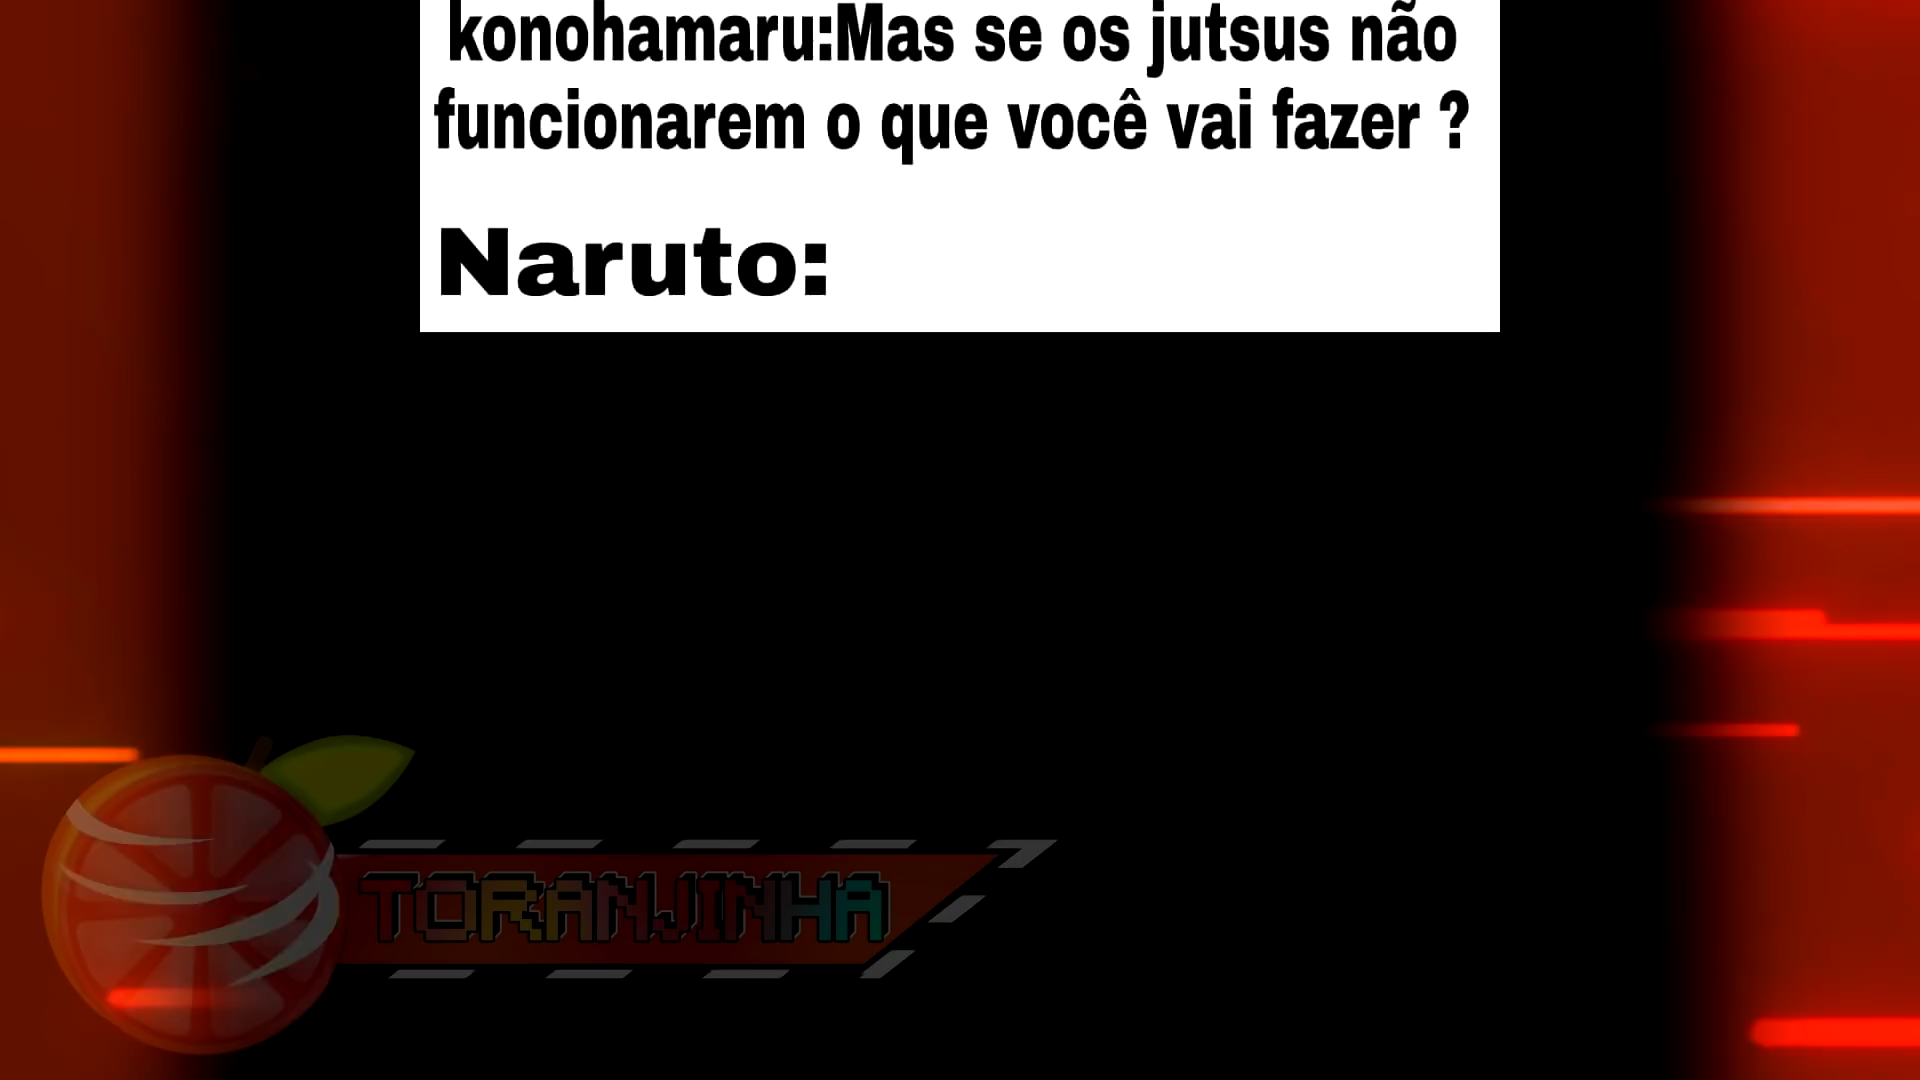 konohamaru:Mas se os jutsus não
funcionarem o que você vai fazer ?
Naruto:
TORANJINHA